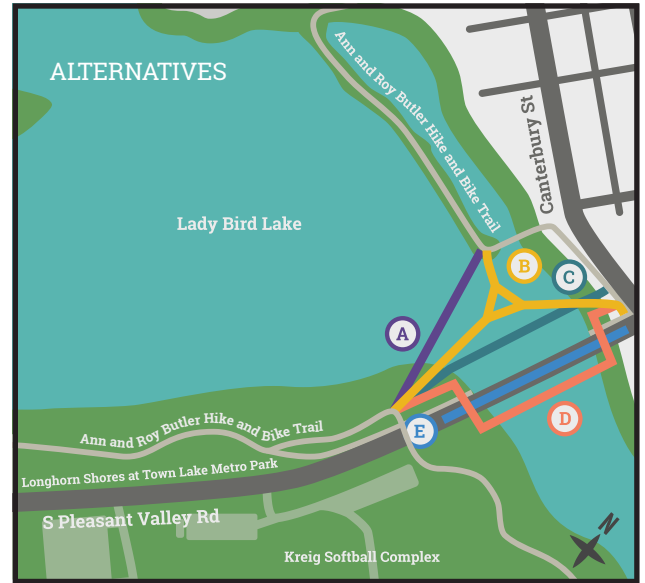 ALTERNATIVES
Ann and Roy Butler Hike and Bike Trail
Canterbury St
Lady Bird Lake
B
C
A
E
D
Ann and Roy Butler Hike and Bike Trail
Longhorn Shores at Town Lake Metro Park
S Pleasant Valley Rd
Kreig Softball Complex
N